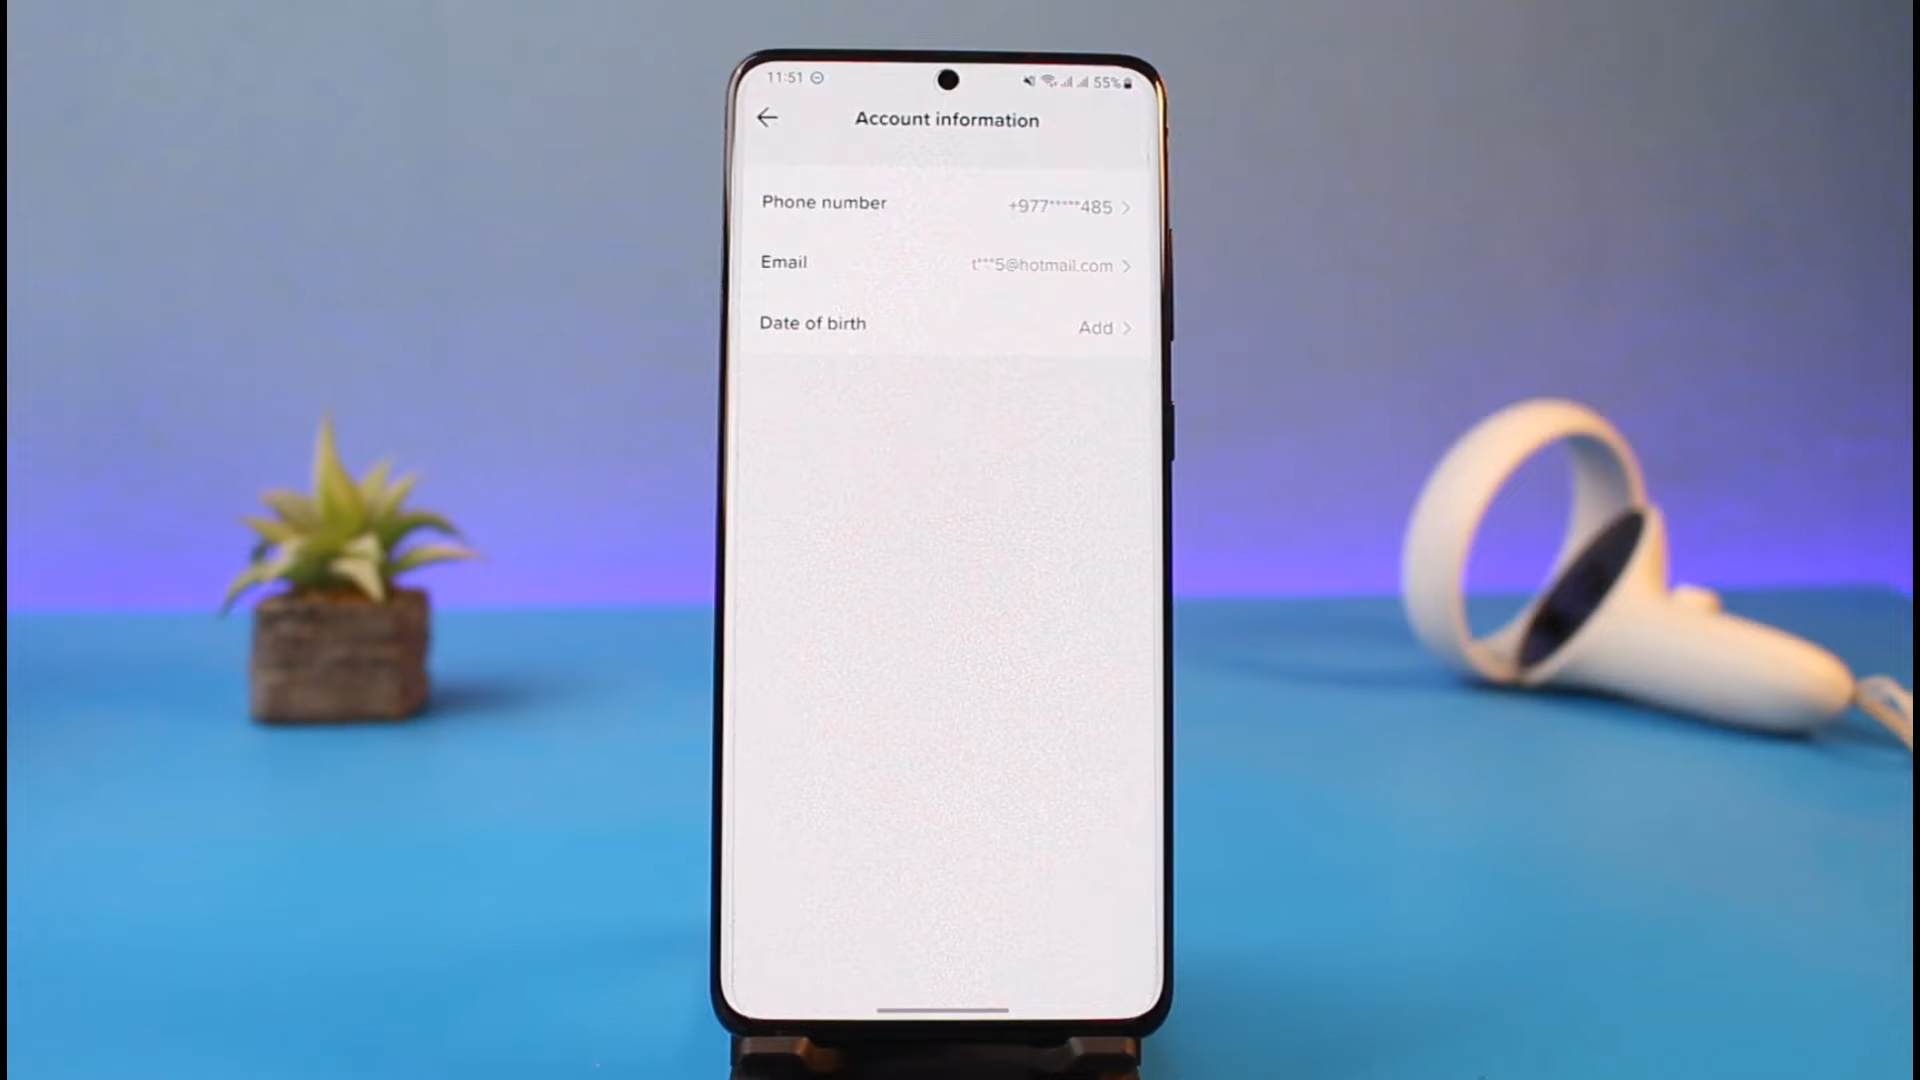 11:51 55%
Account information
Phone number +977*****485
Email t***5@hotmail.com
Date of birth Add